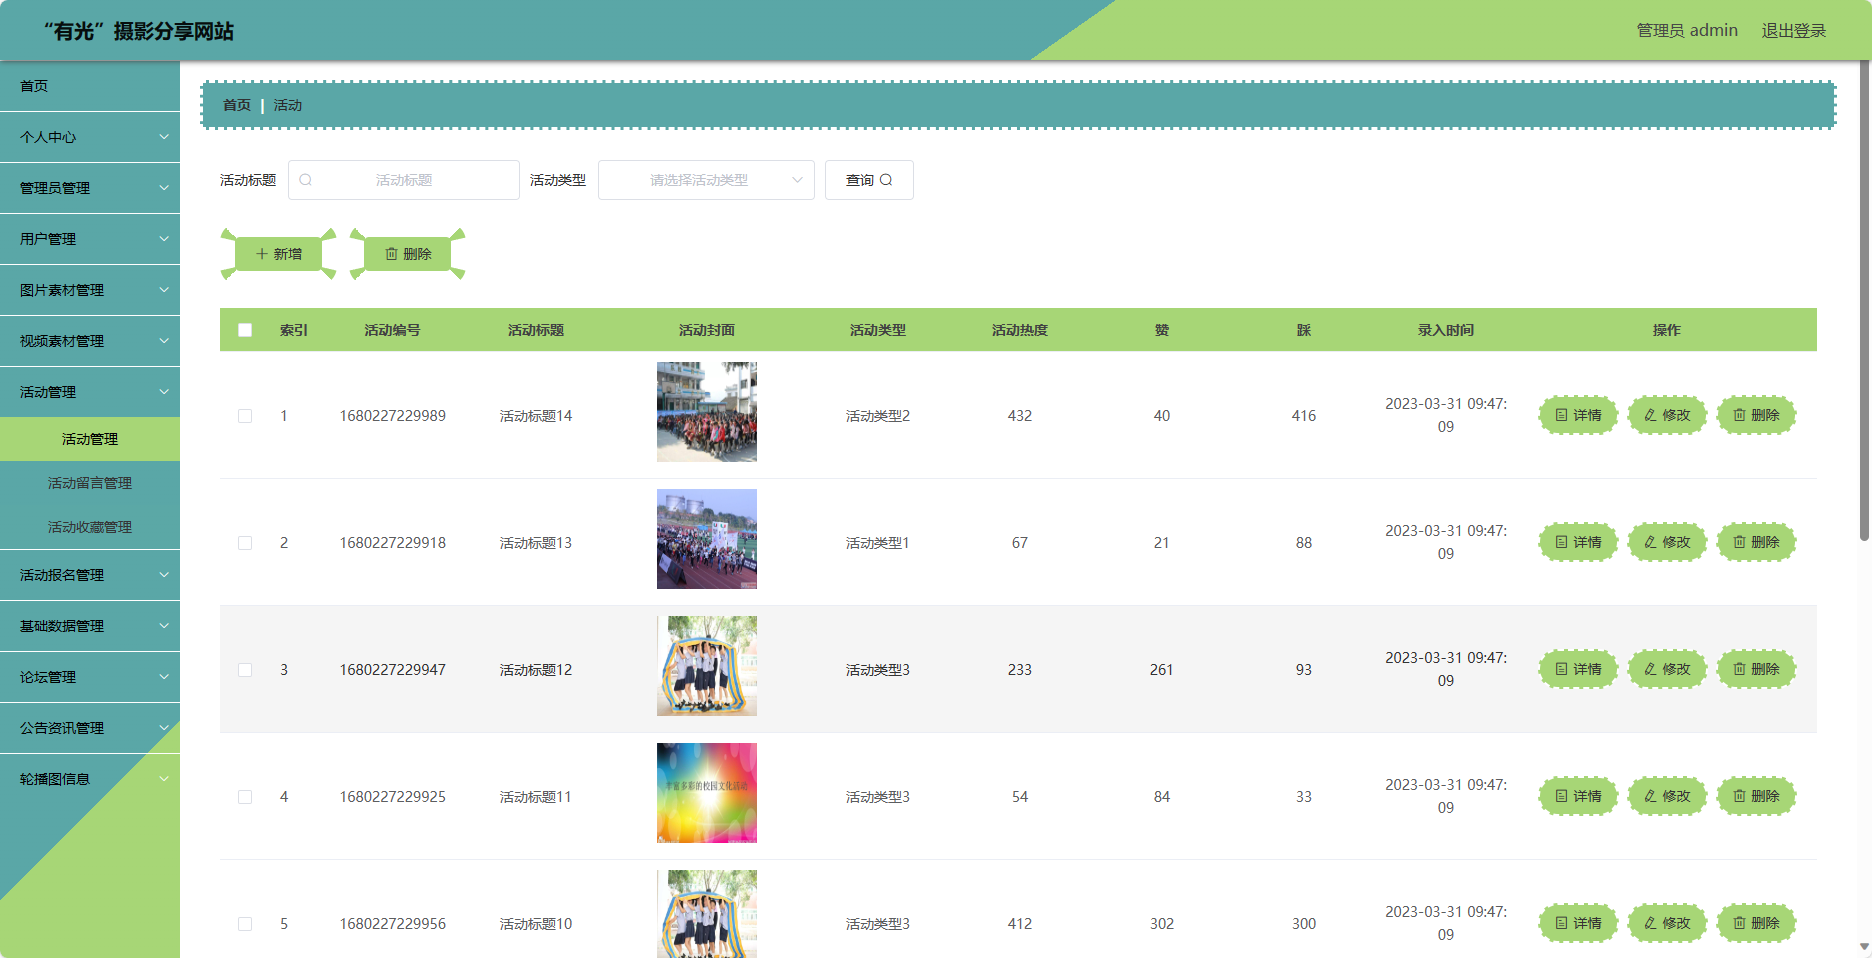 “有光”摄影分享网站
管理员 admin 退出登录
首页
个人中心
管理员管理
用户管理
图片素材管理
视频素材管理
活动管理
活动管理
活动留言管理
活动收藏管理
活动报名管理
基础数据管理
论坛管理
公告资讯管理
轮播图信息
首页 | 活动
活动标题 活动标题 活动类型 请选择活动类型 查询
新增 删除
索引 活动编号 活动标题 活动封面 活动类型 活动热度 赞 踩 录入时间 操作
1 1680227229989 活动标题14 活动类型2 432 40 416 2023-03-31 09:47:
09 详情 修改 删除
2 1680227229918 活动标题13 活动类型1 67 21 88 2023-03-31 09:47:
09 详情 修改 删除
3 1680227229947 活动标题12 活动类型3 233 261 93 2023-03-31 09:47:
09 详情 修改 删除
丰富多彩的校园文化活动
4 1680227229925 活动标题11 活动类型3 54 84 33 2023-03-31 09:47:
09 详情 修改 删除
5 1680227229956 活动标题10 活动类型3 412 302 300 2023-03-31 09:47:
09 详情 修改 删除